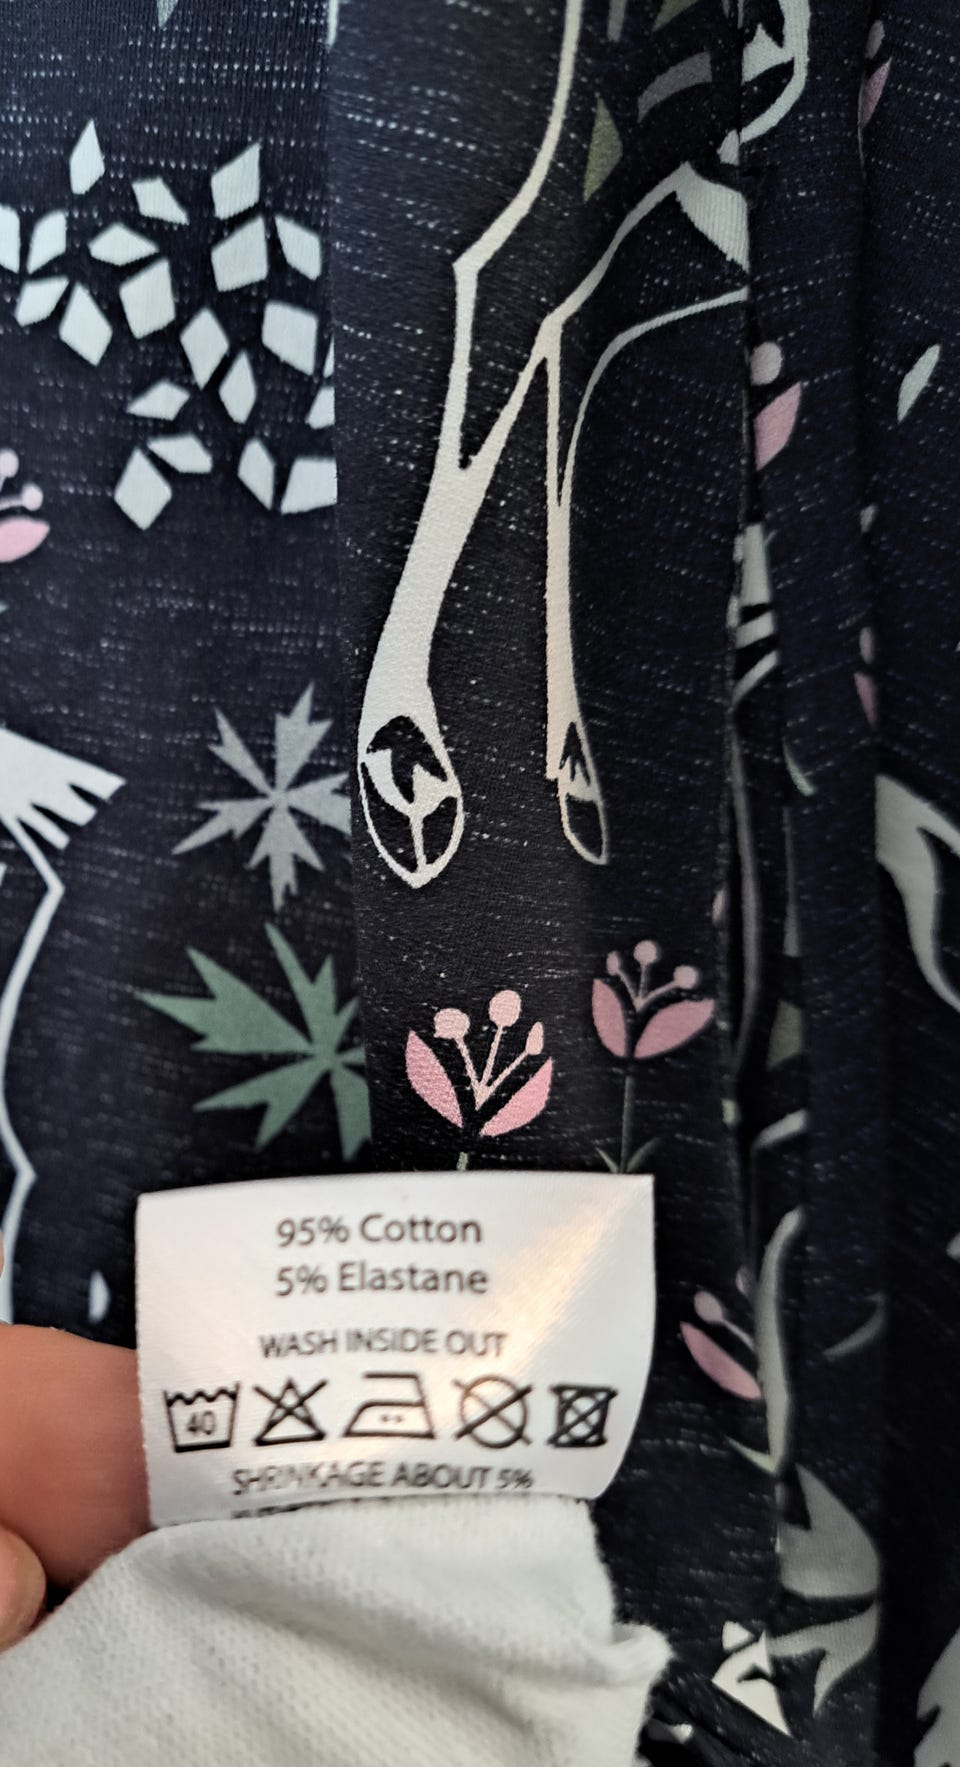 95% Cotton
5% Elastane
WASH INSIDE OUT
40
SHRINKAGE ABOUT 5%